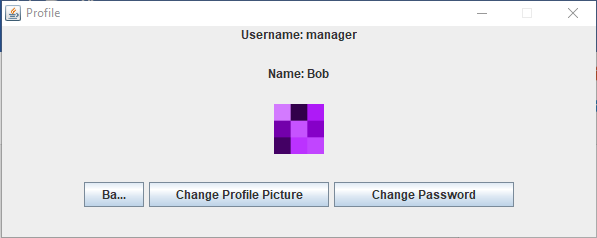 Profile
Username: manager
Name: Bob
Ba...
Change Profile Picture
Change Password